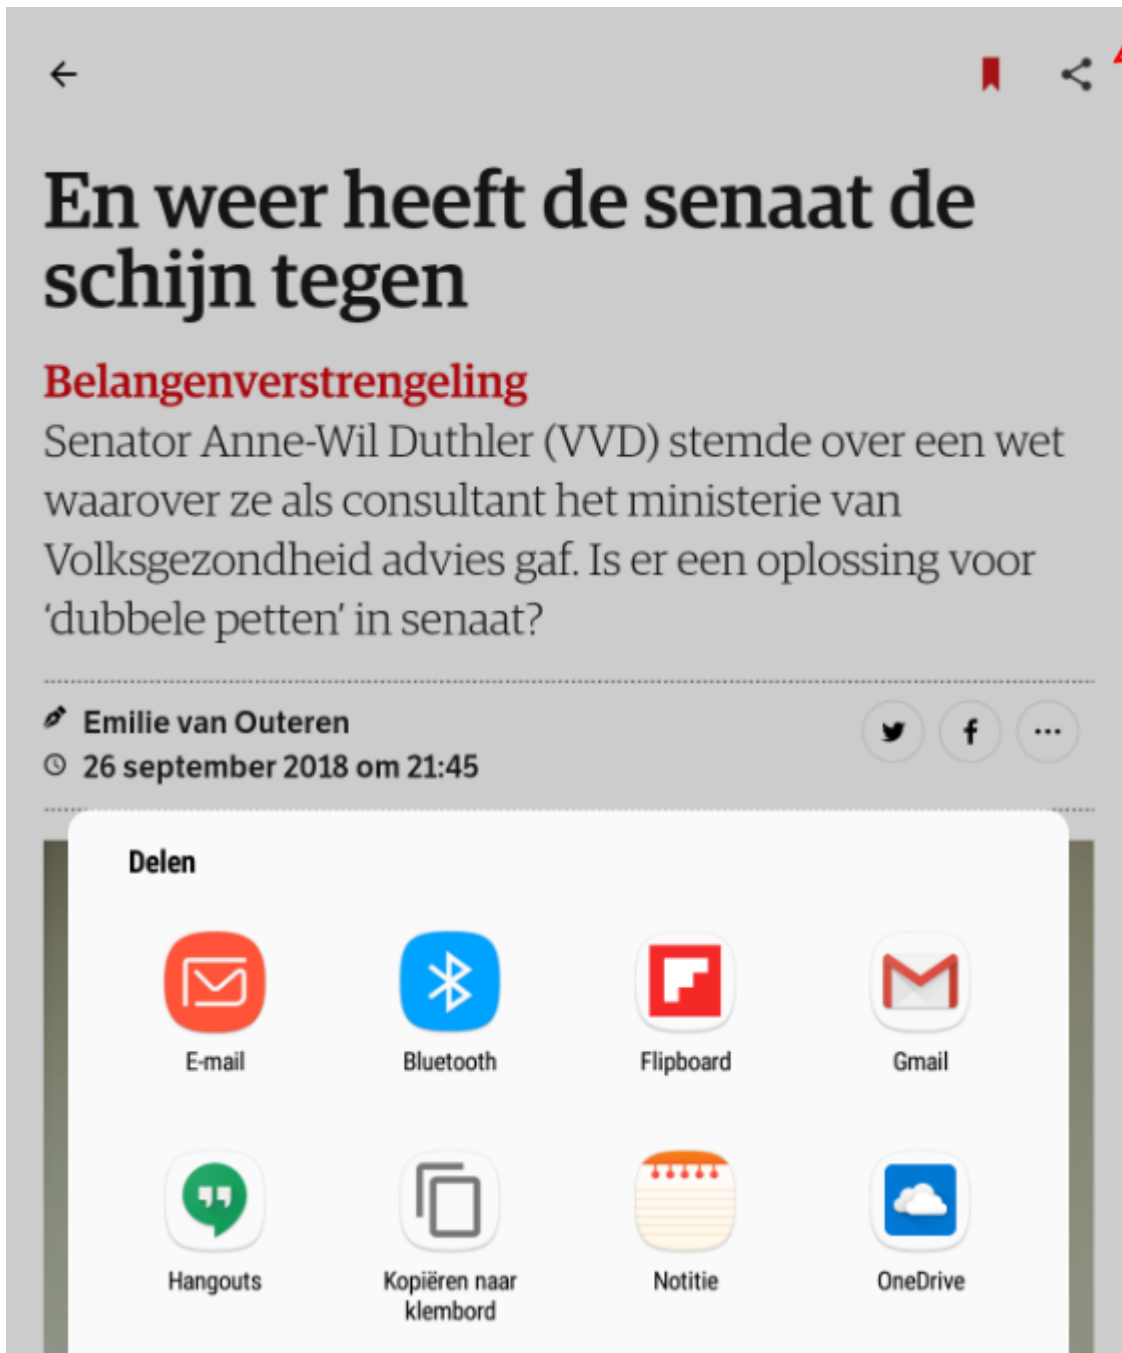 En weer heeft de senaat de
schijn tegen
Belangenverstrengeling
Senator Anne-Wil Duthler (VVD) stemde over een wet
waarover ze als consultant het ministerie van
Volksgezondheid advies gaf. Is er een oplossing voor
‘dubbele petten’ in senaat?
Emilie van Outeren
26 september 2018 om 21:45
Delen
E-mail
Bluetooth
Flipboard
Gmail
Hangouts
Kopiëren naar
klembord
Notitie
OneDrive